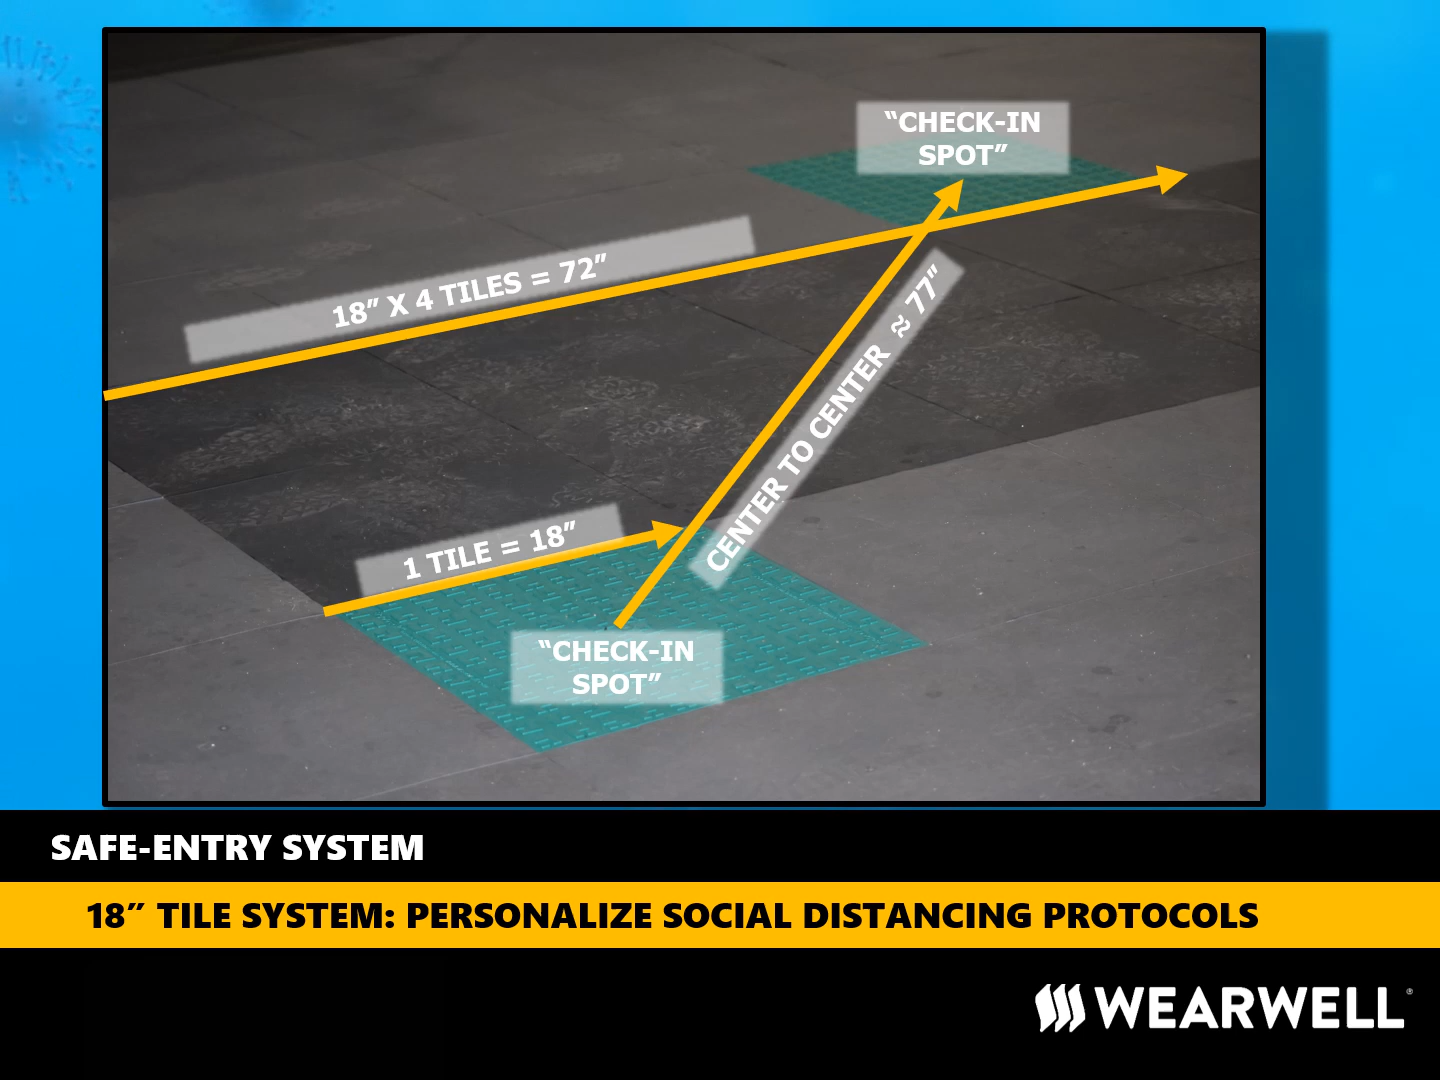 “CHECK-IN
SPOT”
18” X 4 TILES = 72”
CENTER TO CENTER ≈ 77”
1 TILE = 18”
“CHECK-IN
SPOT”
SAFE-ENTRY SYSTEM
18” TILE SYSTEM: PERSONALIZE SOCIAL DISTANCING PROTOCOLS
WEARWELL®